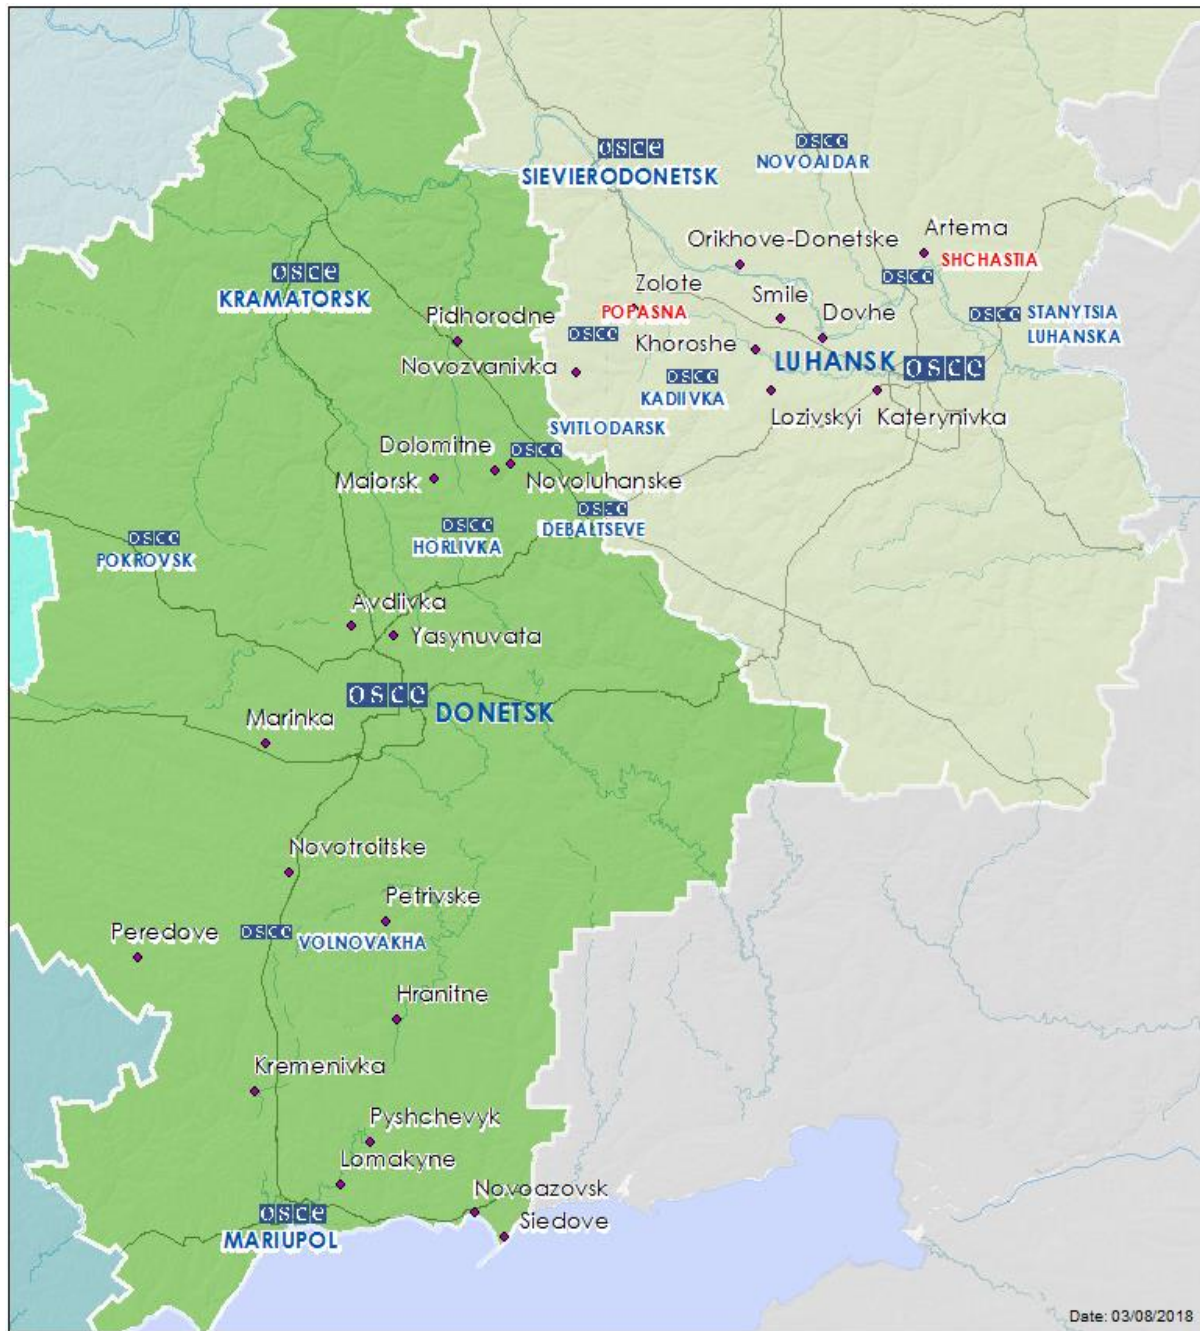 osce
SIEVIERODONETSK
osce
NOVOAIDAR
Orikhove-Donetske
Artema
SHCHASTIA
osce
osce
KRAMATORSK
Zolote
POPASNA
osce
Smile
Dovhe
osce
STANYTSIA
LUHANSKA
Pidhorodne
Khoroshe
LUHANSK
osce
Novozvanivka
osce
KADIIVKA
Lozivskyi
Katerynivka
SVITLODARSK
osce
Dolomitne
Maiorsk
Novoluhanske
osce
DEBALTSEVE
osce
HORLIVKA
osce
POKROVSK
Avdiivka
Yasynuvata
osce
DONETSK
Marinka
Novotroitske
Petrivske
osce
VOLNOVAKHA
Peredove
Hranitne
Kremenivka
Pyshchevyk
Lomakyne
Novoazovsk
Siedove
osce
MARIUPOL
Date: 03/08/2018